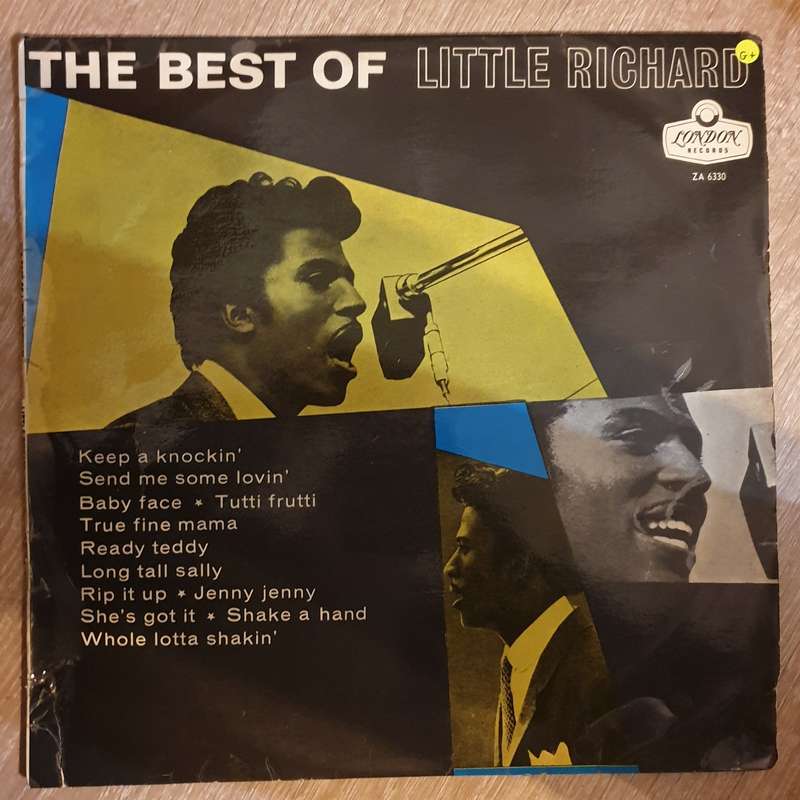 THE BEST OF LITTLE RICHARD
G+
LONDON
RECORDS
ZA 6330
Keep a knockin'
Send me some lovin'
Baby face ★ Tutti frutti
True fine mama
Ready teddy
Long tall sally
Rip it up ★ Jenny jenny
She's got it ★ Shake a hand
Whole lotta shakin'